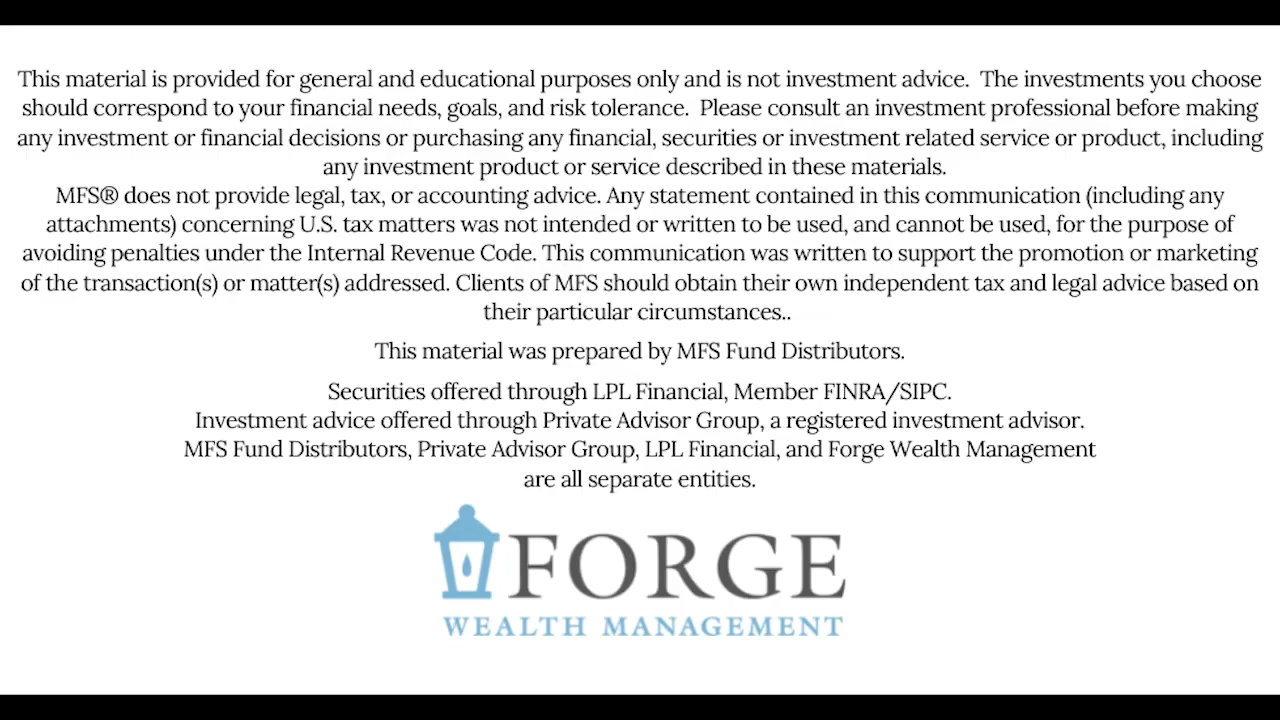 This material is provided for general and educational purposes only and is not investment advice.  The investments you choose
should correspond to your financial needs, goals, and risk tolerance.  Please consult an investment professional before making
any investment or financial decisions or purchasing any financial, securities or investment related service or product, including
any investment product or service described in these materials.
MFS® does not provide legal, tax, or accounting advice. Any statement contained in this communication (including any
attachments) concerning U.S. tax matters was not intended or written to be used, and cannot be used, for the purpose of
avoiding penalties under the Internal Revenue Code. This communication was written to support the promotion or marketing
of the transaction(s) or matter(s) addressed. Clients of MFS should obtain their own independent tax and legal advice based on
their particular circumstances..
This material was prepared by MFS Fund Distributors.
Securities offered through LPL Financial, Member FINRA/SIPC.
Investment advice offered through Private Advisor Group, a registered investment advisor.
MFS Fund Distributors, Private Advisor Group, LPL Financial, and Forge Wealth Management
are all separate entities.
FORGE
WEALTH MANAGEMENT